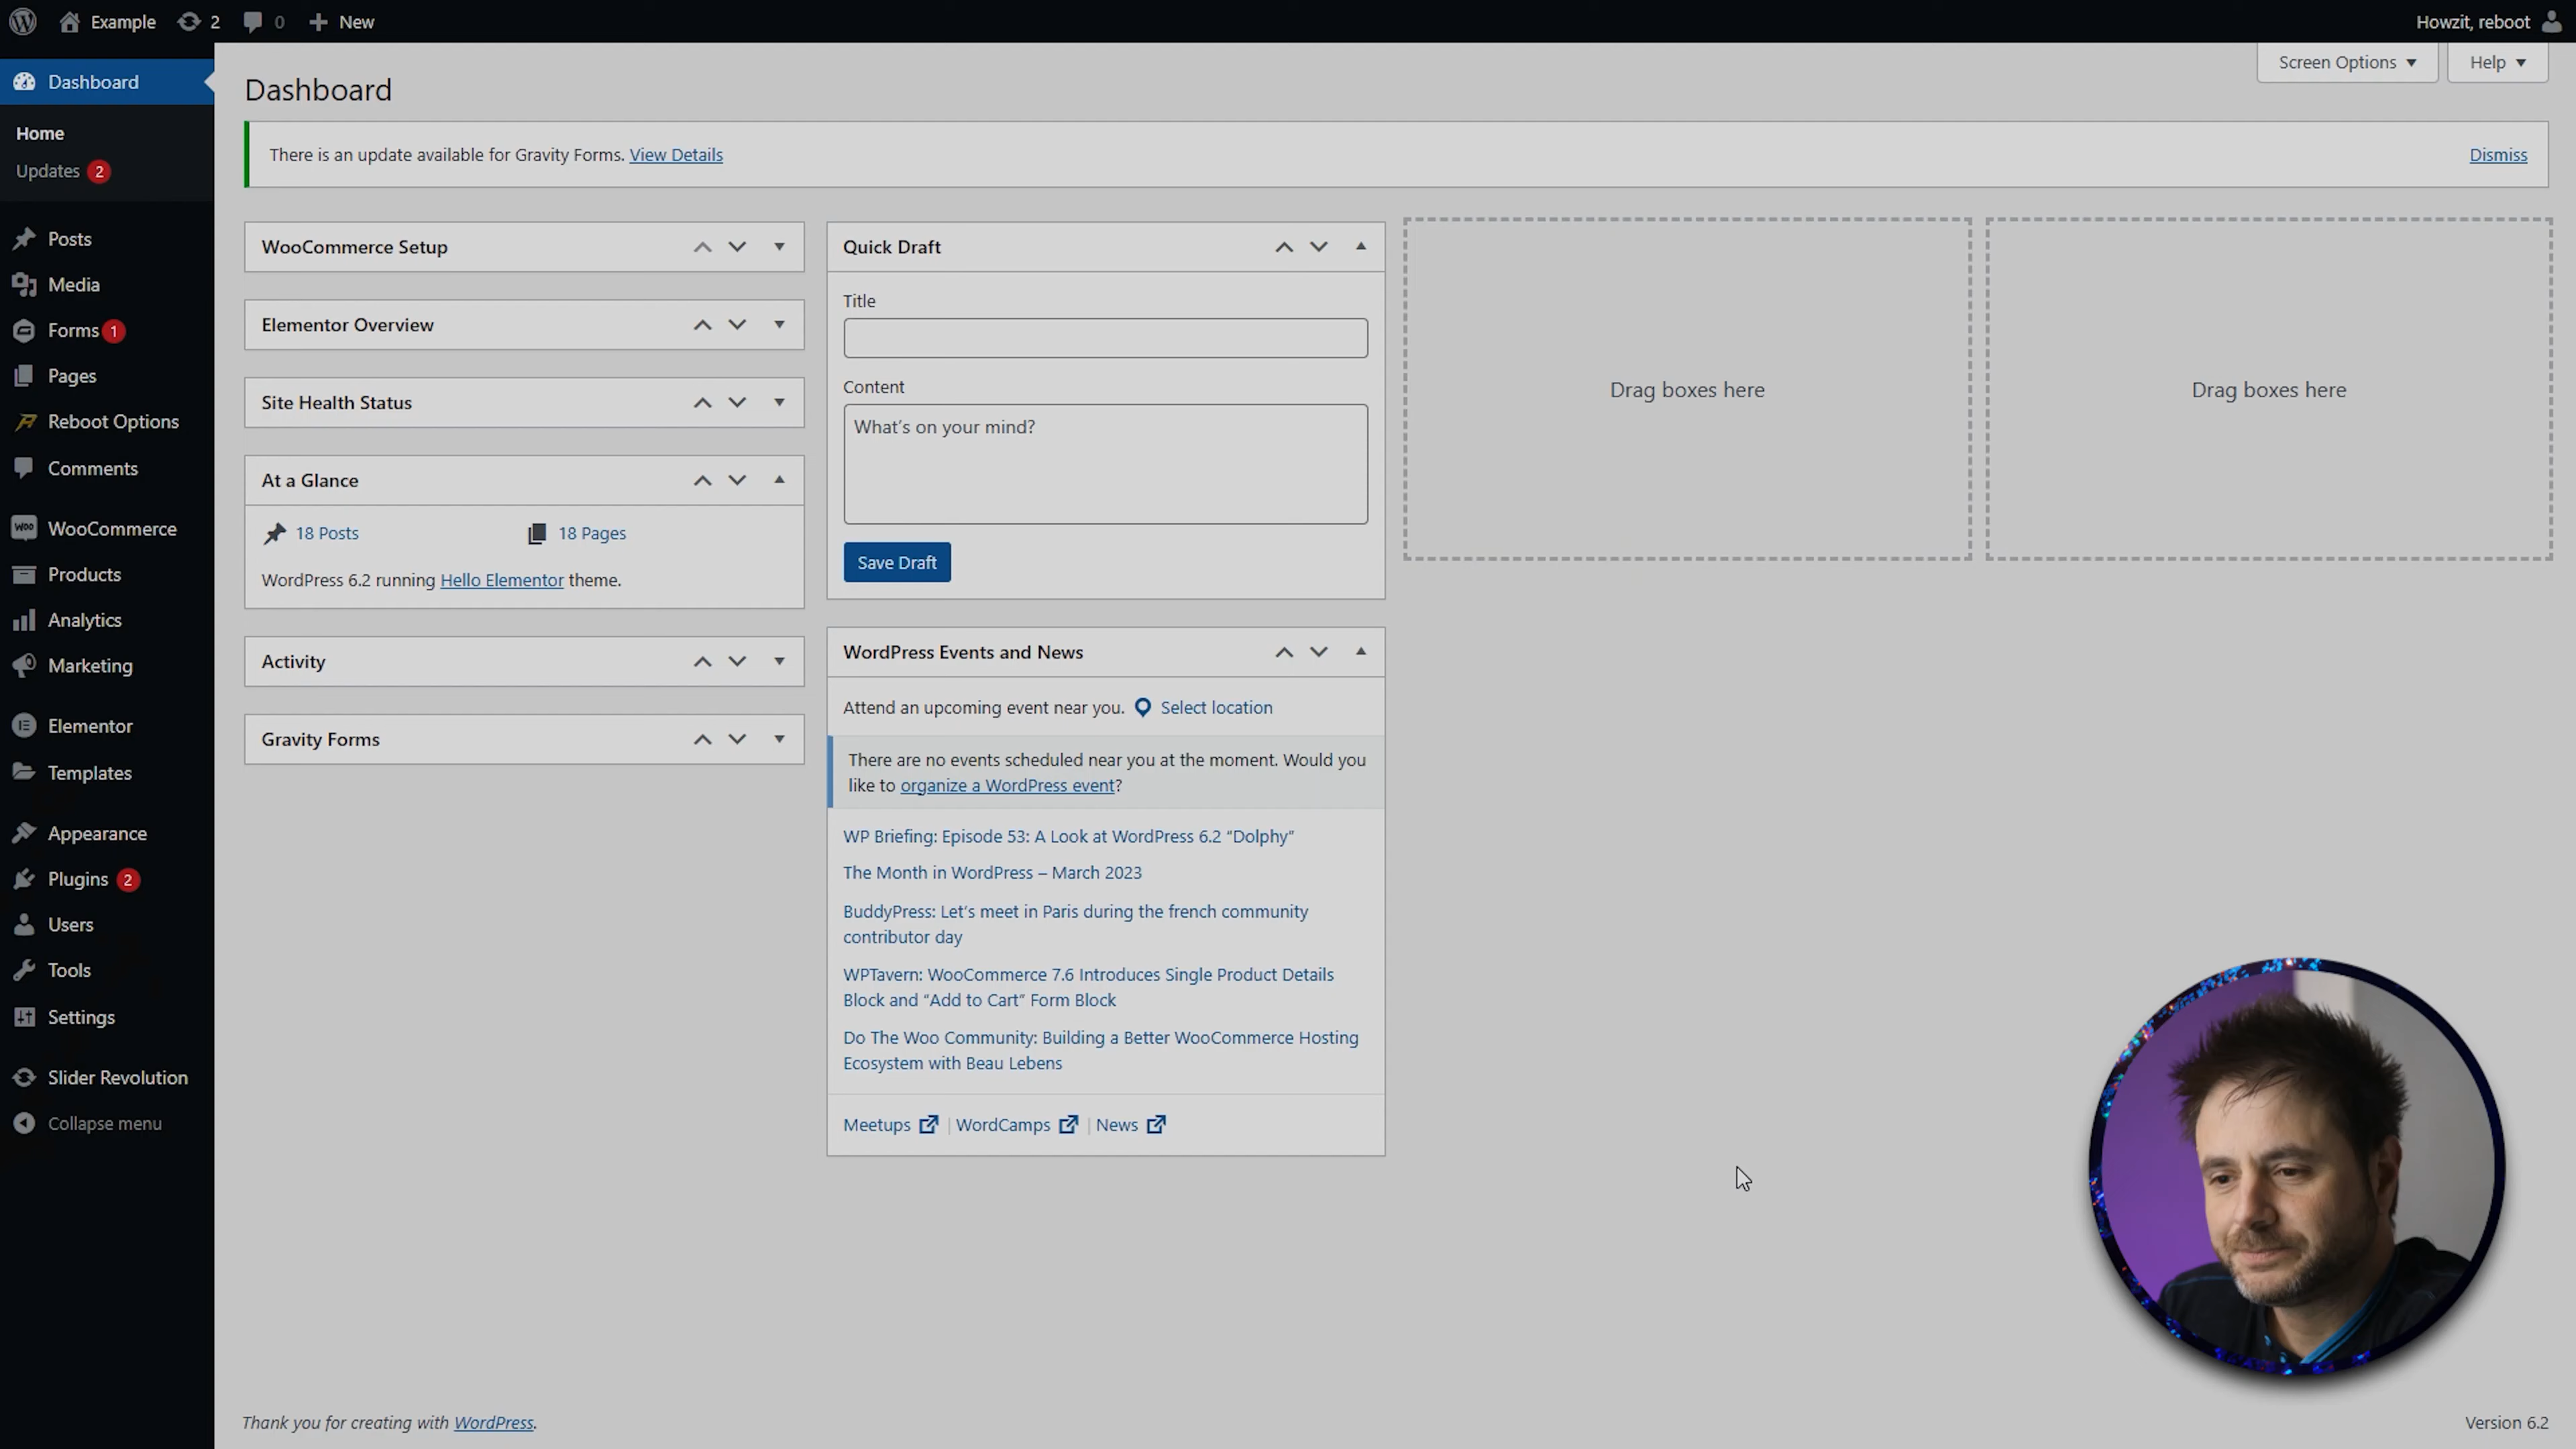 Example
2
0
New
Howzit, reboot
Dashboard
Home
Updates 2
Posts
Media
Forms 1
Pages
Reboot Options
Comments
WooCommerce
Products
Analytics
Marketing
Elementor
Templates
Appearance
Plugins 2
Users
Tools
Settings
Slider Revolution
Collapse menu
Screen Options
Help
Dashboard
There is an update available for Gravity Forms. View Details
Dismiss
WooCommerce Setup
Elementor Overview
Site Health Status
At a Glance
18 Posts
18 Pages
WordPress 6.2 running Hello Elementor theme.
Activity
Gravity Forms
Quick Draft
Title
Content
What's on your mind?
Save Draft
WordPress Events and News
Attend an upcoming event near you. Select location
There are no events scheduled near you at the moment. Would you
like to organize a WordPress event?
WP Briefing: Episode 53: A Look at WordPress 6.2 “Dolphy”
The Month in WordPress – March 2023
BuddyPress: Let’s meet in Paris during the french community
contributor day
WPTavern: WooCommerce 7.6 Introduces Single Product Details
Block and “Add to Cart” Form Block
Do The Woo Community: Building a Better WooCommerce Hosting
Ecosystem with Beau Lebens
Meetups | WordCamps | News
Drag boxes here
Drag boxes here
Thank you for creating with WordPress.
Version 6.2